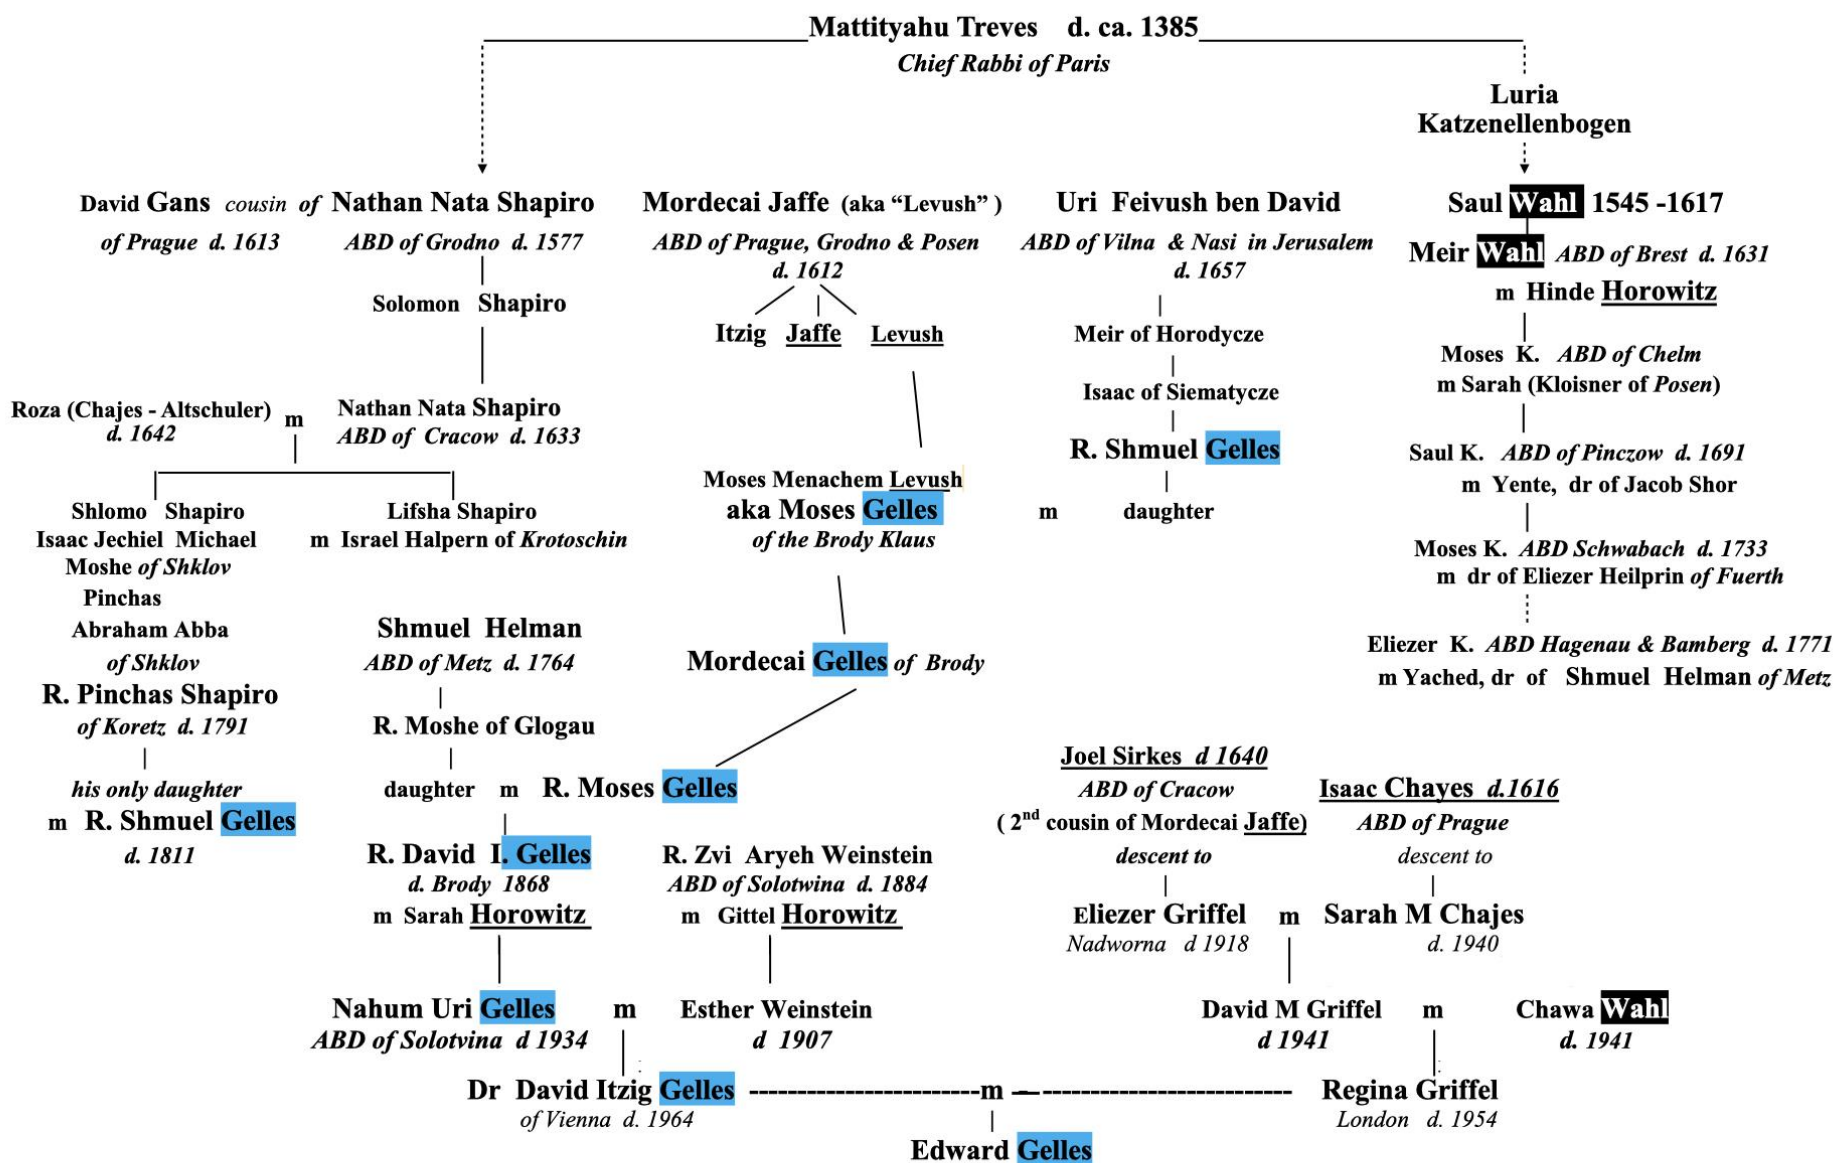 Mattityahu Treves d. ca. 1385
Chief Rabbi of Paris
Luria
Katzenellenbogen
David Gans cousin of Nathan Nata Shapiro
of Prague d. 1613
ABD of Grodno d. 1577
Solomon Shapiro
Roza (Chajes - Altschuler)
d. 1642
m
Nathan Nata Shapiro
ABD of Cracow d. 1633
Shlomo Shapiro
Isaac Jechiel Michael
Moshe of Shklov
Pinchas
Abraham Abba
of Shklov
R. Pinchas Shapiro
of Koretz d. 1791
his only daughter
m R. Shmuel Gelles
d. 1811
Lifsha Shapiro
m Israel Halpern of Krotoschin
Shmuel Helman
ABD of Metz d. 1764
R. Moshe of Glogau
daughter m R. Moses Gelles
R. David I. Gelles
d. Brody 1868
m Sarah Horowitz
Mordecai Jaffe (aka “Levush” )
ABD of Prague, Grodno & Posen
d. 1612
Itzig Jaffe Levush
Moses Menachem Levush
aka Moses Gelles
of the Brody Klaus
Mordecai Gelles of Brody
R. Zvi Aryeh Weinstein
ABD of Solotwina d. 1884
m Gittel Horowitz
Uri Feivush ben David
ABD of Vilna & Nasi in Jerusalem
d. 1657
Meir of Horodycze
Isaac of Siematycze
R. Shmuel Gelles
m daughter
Saul Wahl 1545 -1617
Meir Wahl ABD of Brest d. 1631
m Hinde Horowitz
Moses K. ABD of Chelm
m Sarah (Kloisner of Posen)
Saul K. ABD of Pinczow d. 1691
m Yente, dr of Jacob Shor
Moses K. ABD Schwabach d. 1733
m dr of Eliezer Heilprin of Fuerth
Eliezer K. ABD Hagenau & Bamberg d. 1771
m Yached, dr of Shmuel Helman of Metz
Joel Sirkes d 1640
ABD of Cracow
( 2nd cousin of Mordecai Jaffe)
descent to
Isaac Chayes d.1616
ABD of Prague
descent to
Eliezer Griffel m Sarah M Chajes
Nadworna d 1918
d. 1940
Nahum Uri Gelles m Esther Weinstein
ABD of Solotvina d 1934
d 1907
David M Griffel m Chawa Wahl
d 1941
d. 1941
Dr David Itzig Gelles ---m--- Regina Griffel
of Vienna d. 1964
London d. 1954
Edward Gelles